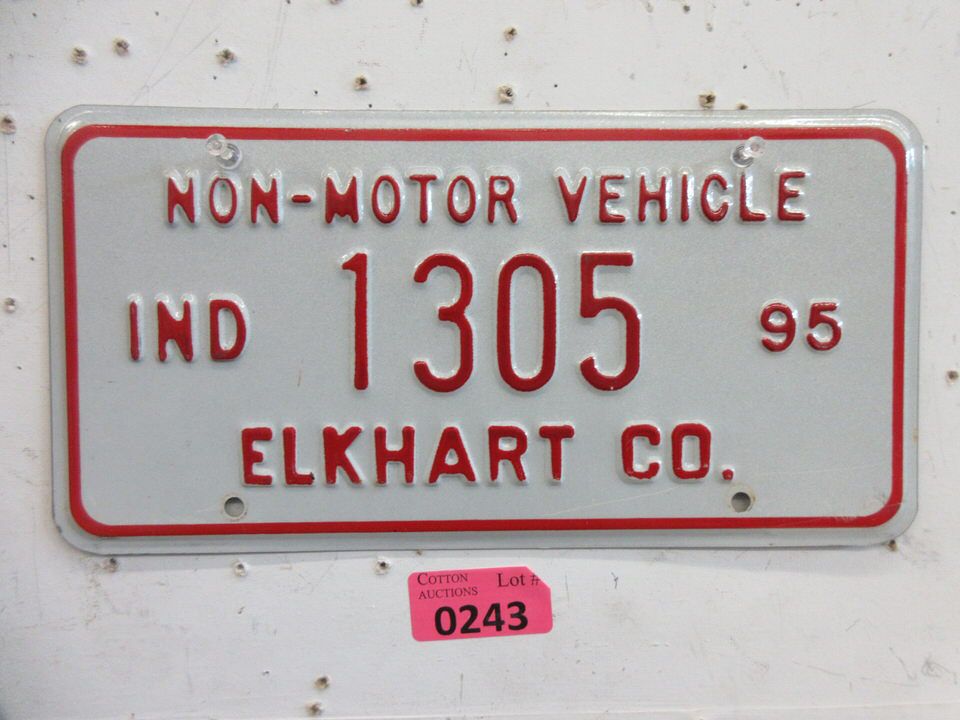 NON-MOTOR VEHICLE
IND 1305 95
ELKHART CO.
COTTON AUCTIONS Lot #
0243